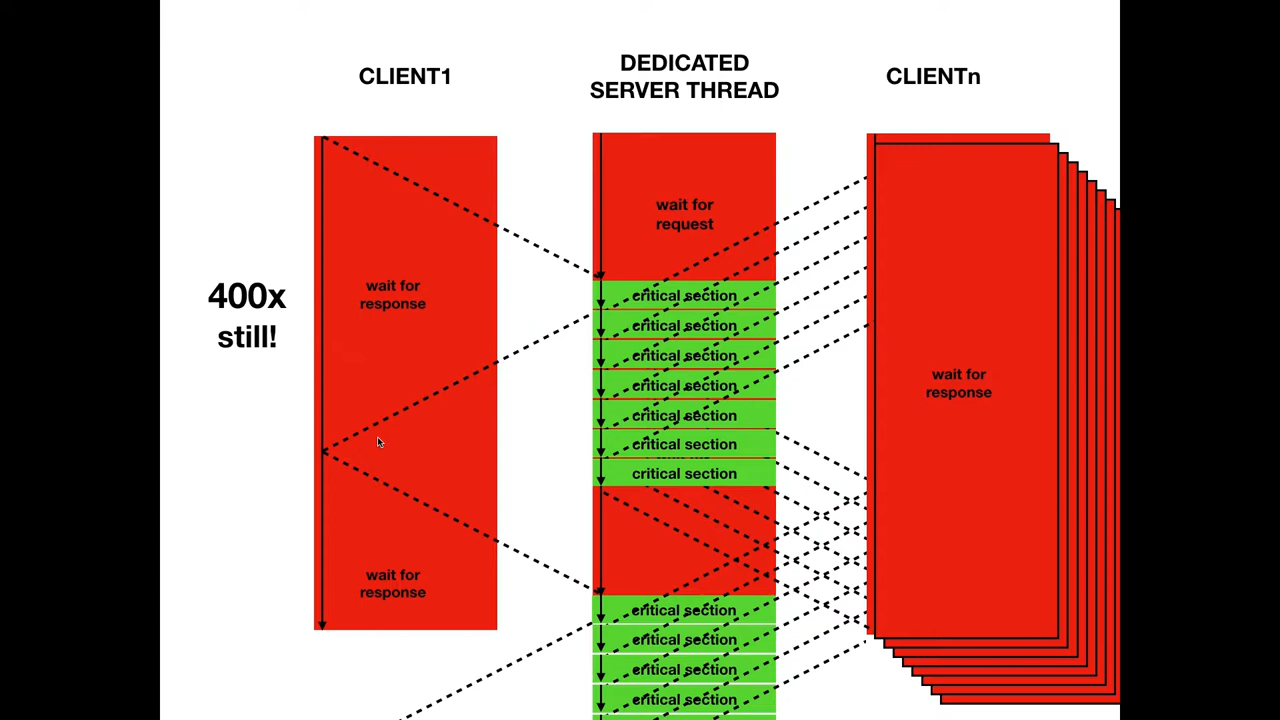 CLIENT1
DEDICATED
SERVER THREAD
CLIENTn
400x
still!
wait for
response
wait for
response
wait for
request
critical section
critical section
critical section
critical section
critical section
critical section
critical section
critical section
critical section
critical section
critical section
wait for
response